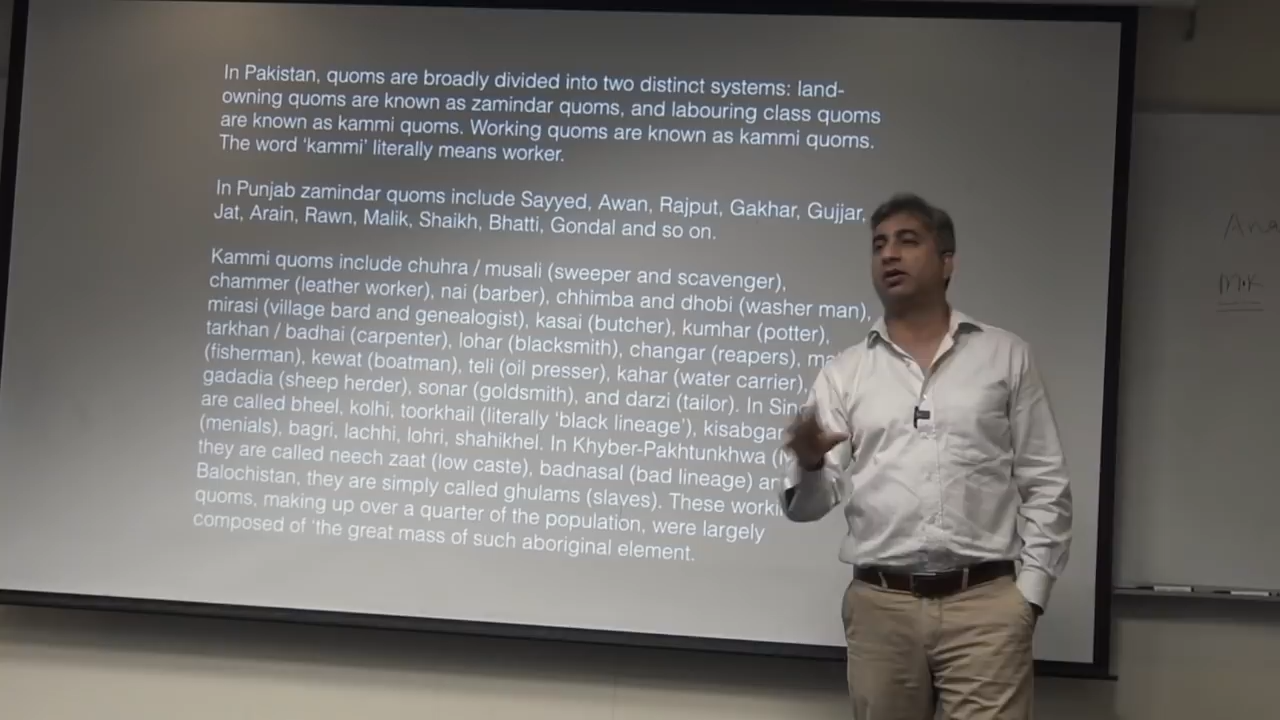 In Pakistan, quoms are broadly divided into two distinct systems: land-
owning quoms are known as zamindar quoms, and labouring class quoms
are known as kammi quoms. Working quoms are known as kammi quoms.
The word ‘kammi’ literally means worker.
In Punjab zamindar quoms include Sayyed, Awan, Rajput, Gakhar, Gujjar,
Jat, Arain, Rawn, Malik, Shaikh, Bhatti, Gondal and so on.
Kammi quoms include chuhra / musali (sweeper and scavenger),
chammer (leather worker), nai (barber), chhimba and dhobi (washer man),
mirasi (village bard and genealogist), kasai (butcher), kumhar (potter),
tarkhan / badhai (carpenter), lohar (blacksmith), changar (reapers),
(fisherman), kewat (boatman), teli (oil presser), kahar (water carrier),
gadadia (sheep herder), sonar (goldsmith), and darzi (tailor). In
are called bheel, kolhi, toorkhail (literally ‘black lineage’), kisabgar
(menials), bagri, lachhi, lohri, shahikhel. In Khyber-Pakhtunkhwa
they are called neech zaat (low caste), badnasal (bad lineage)
Balochistan, they are simply called ghulams (slaves). These
quoms, making up over a quarter of the population, were largely
composed of ‘the great mass of such aboriginal element.